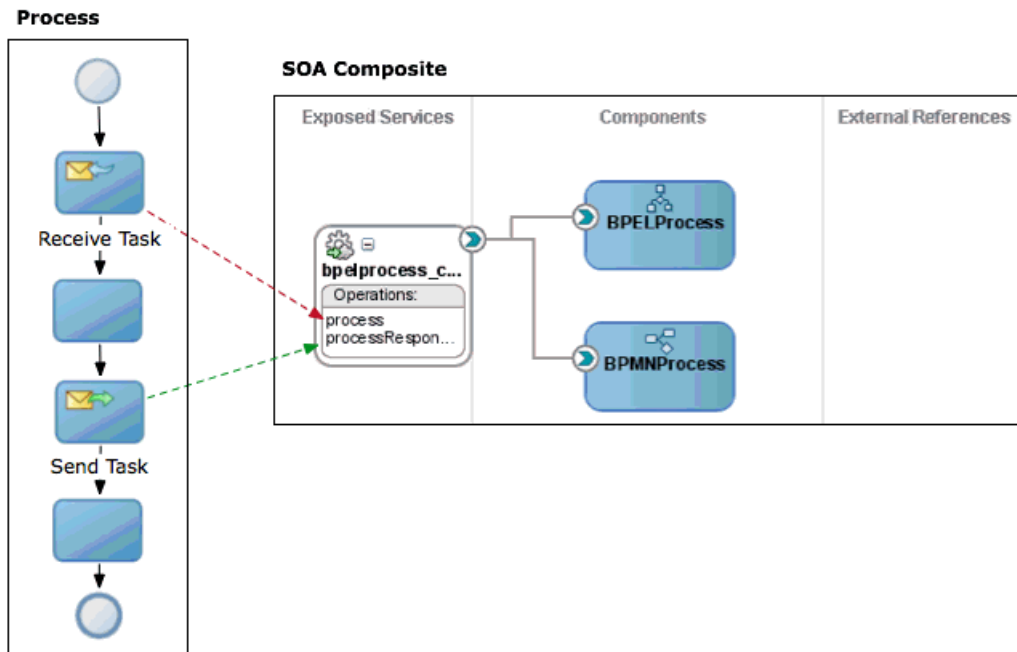 Process
SOA Composite
Exposed Services
Components
External References
Receive Task
Send Task
bpelprocess_c...
Operations:
process
processRespon...
BPELProcess
BPMNProcess